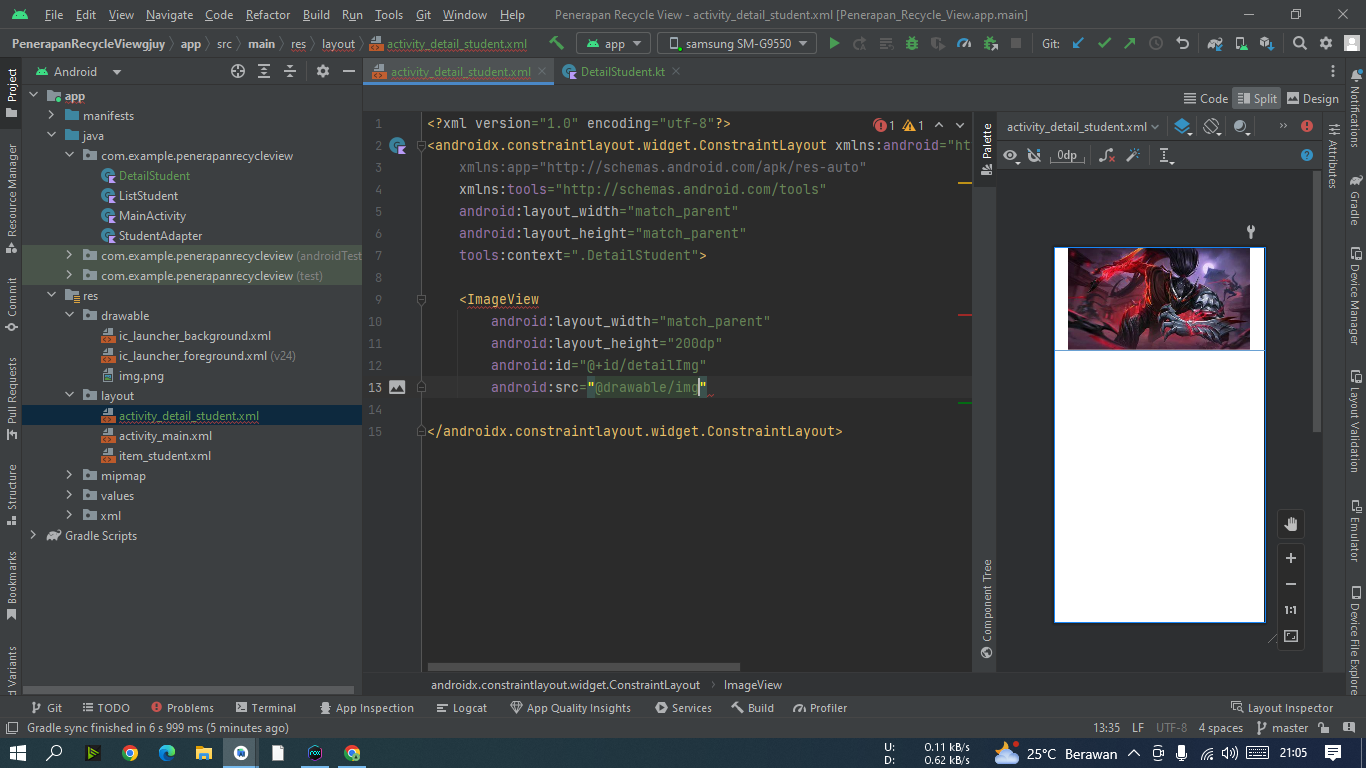 File Edit View Navigate Code Refactor Build Run Tools Git Window Help Penerapan Recycle View - activity_detail_student.xml [Penerapan_Recycle_View.app.main]
PenerapanRecycleViewgjuy app src main res layout activity_detail_student.xml app samsung SM-G9550 Git:
Project
Resource Manager
Commit
Pull Requests
Structure
Bookmarks
d Variants
Android
app
manifests
java
com.example.penerapanrecycleview
DetailStudent
ListStudent
MainActivity
StudentAdapter
com.example.penerapanrecycleview (androidTest
com.example.penerapanrecycleview (test)
res
drawable
ic_launcher_background.xml
ic_launcher_foreground.xml (v24)
img.png
layout
activity_detail_student.xml
activity_main.xml
item_student.xml
mipmap
values
xml
Gradle Scripts
activity_detail_student.xml DetailStudent.kt
Code Split Design
1 <?xml version="1.0" encoding="utf-8"?>
1 1
2 <androidx.constraintlayout.widget.ConstraintLayout xmlns:android="ht
3 xmlns:app="http://schemas.android.com/apk/res-auto"
4 xmlns:tools="http://schemas.android.com/tools"
5 android:layout_width="match_parent"
6 android:layout_height="match_parent"
7 tools:context=".DetailStudent">
8
9 <ImageView
10 android:layout_width="match_parent"
11 android:layout_height="200dp"
12 android:id="@+id/detailImg"
13 android:src="@drawable/img"
14
15 </androidx.constraintlayout.widget.ConstraintLayout>
Palette
Component Tree
activity_detail_student.xml
0dp
1:1
Attributes
Notifications
Gradle
Device Manager
Layout Validation
Emulator
Device File Explore
androidx.constraintlayout.widget.ConstraintLayout ImageView
Git TODO Problems Terminal App Inspection Logcat App Quality Insights Services Build Profiler Layout Inspector
Gradle sync finished in 6 s 999 ms (5 minutes ago) 13:35 LF UTF-8 4 spaces master
U: 0.11 kB/s
D: 0.62 kB/s
25°C Berawan 21:05